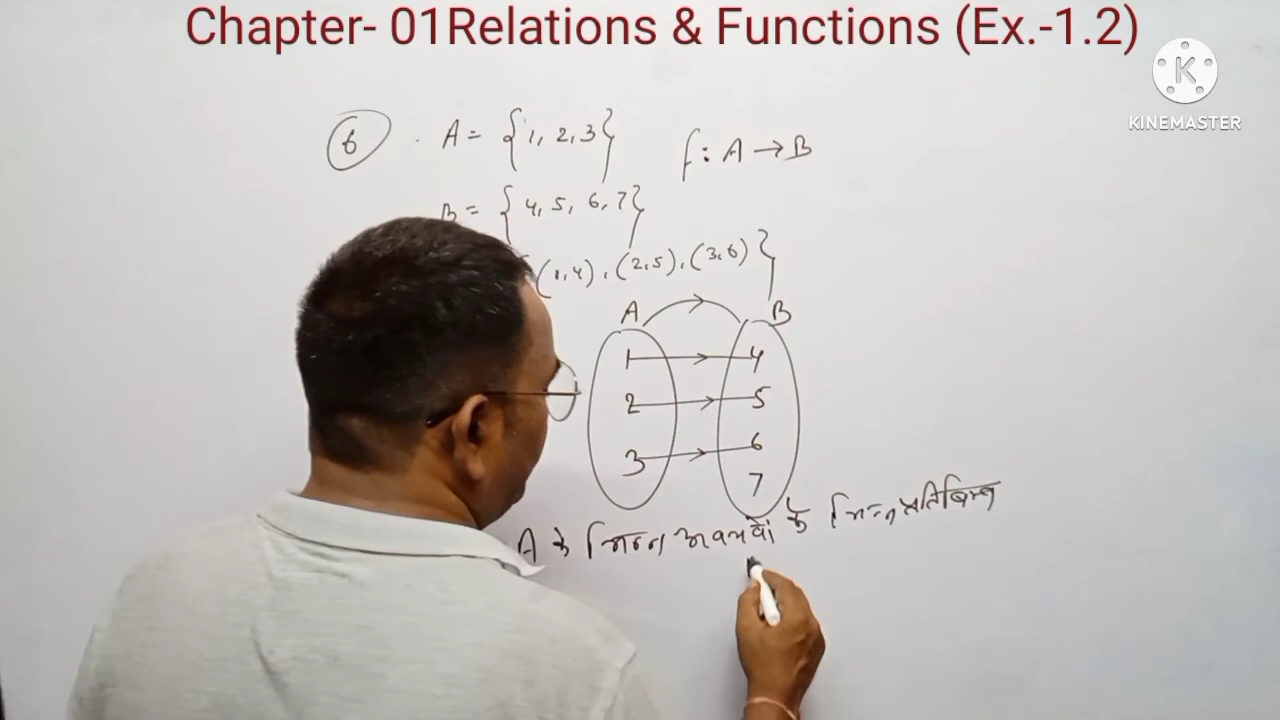 Chapter- 01Relations & Functions (Ex.-1.2)
KINEMASTER
6 A = {1, 2, 3} f : A → B
B = {4, 5, 6, 7}
{(1,4), (2,5), (3,6)}
A B
1 4
2 5
3 6
7
A के भिन्न अवयवों के भिन्न प्रतिबिम्ब